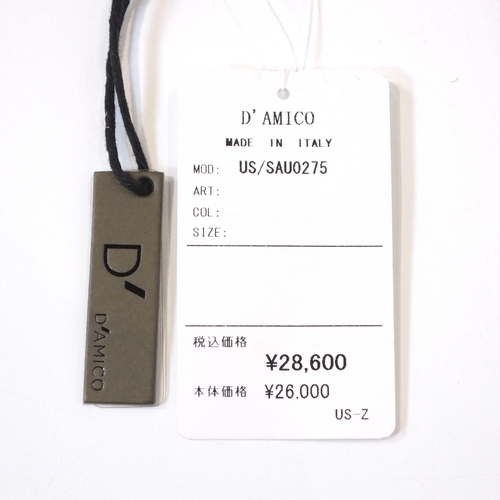 D'
D'AMICO
D'AMICO
MADE IN ITALY
MOD: US/SAU0275
ART:
COL:
SIZE:
税込価格
¥28,600
本体価格 ¥26,000
US-Z